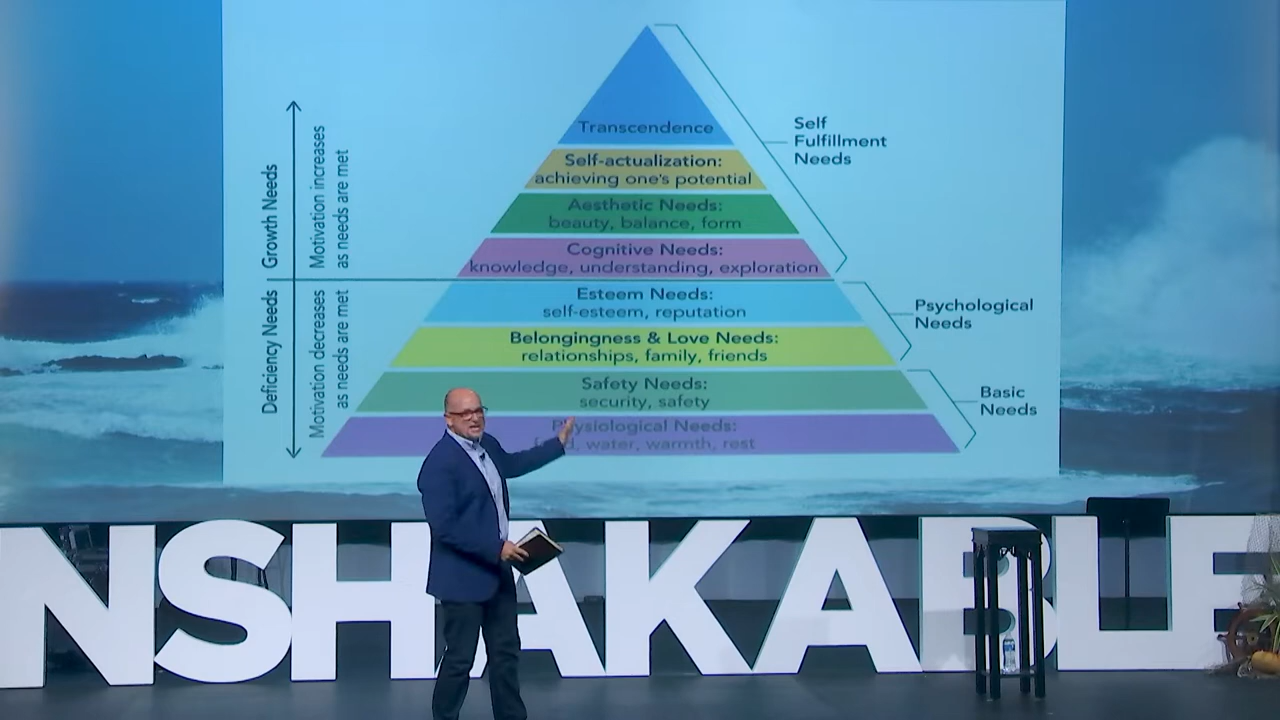 Transcendence
Self-actualization:
achieving one's potential
Aesthetic Needs:
beauty, balance, form
Cognitive Needs:
knowledge, understanding, exploration
Esteem Needs:
self-esteem, reputation
Belongingness & Love Needs:
relationships, family, friends
Safety Needs:
security, safety
Physiological Needs:
food, water, warmth, rest
Self
Fulfillment
Needs
Psychological
Needs
Basic
Needs
Growth Needs
Motivation increases
as needs are met
Deficiency Needs
Motivation decreases
as needs are met
NSHAKABLE